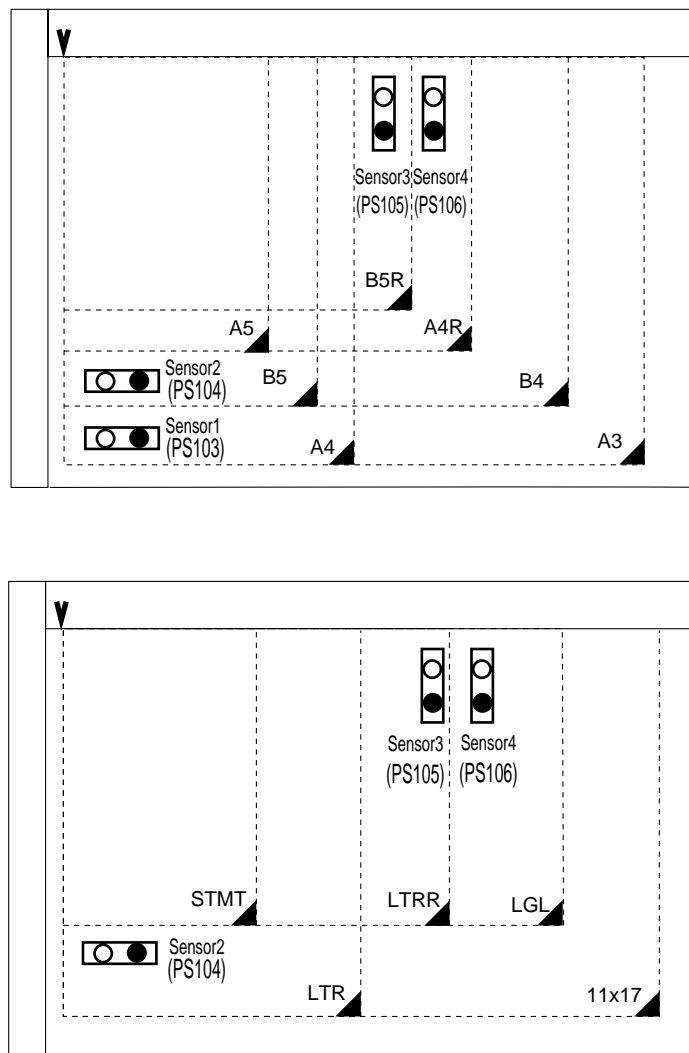 Sensor3 Sensor4
(PS105) (PS106)
B5R
A5 A4R
Sensor2
(PS104)
B5 B4
Sensor1
(PS103)
A4 A3
Sensor3 Sensor4
(PS105) (PS106)
STMT LTRR LGL
Sensor2
(PS104)
LTR 11x17